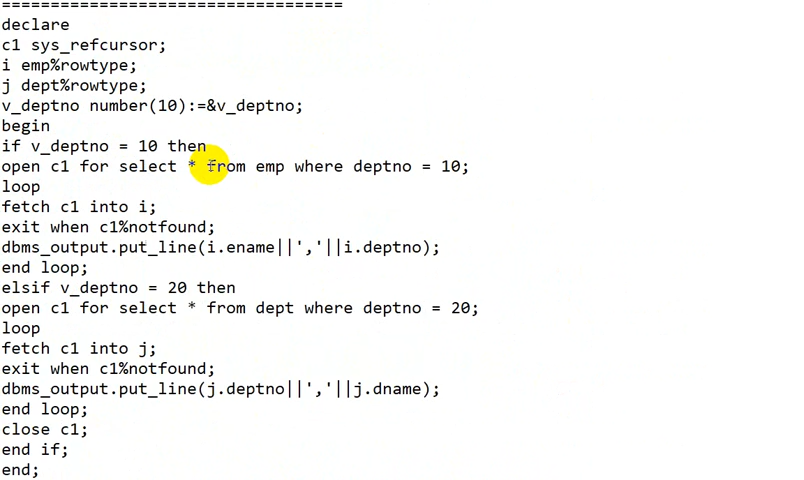 ===================================
declare
c1 sys_refcursor;
i emp%rowtype;
j dept%rowtype;
v_deptno number(10):=&v_deptno;
begin
if v_deptno = 10 then
open c1 for select * from emp where deptno = 10;
loop
fetch c1 into i;
exit when c1%notfound;
dbms_output.put_line(i.ename||','||i.deptno);
end loop;
elsif v_deptno = 20 then
open c1 for select * from dept where deptno = 20;
loop
fetch c1 into j;
exit when c1%notfound;
dbms_output.put_line(j.deptno||','||j.dname);
end loop;
close c1;
end if;
end;